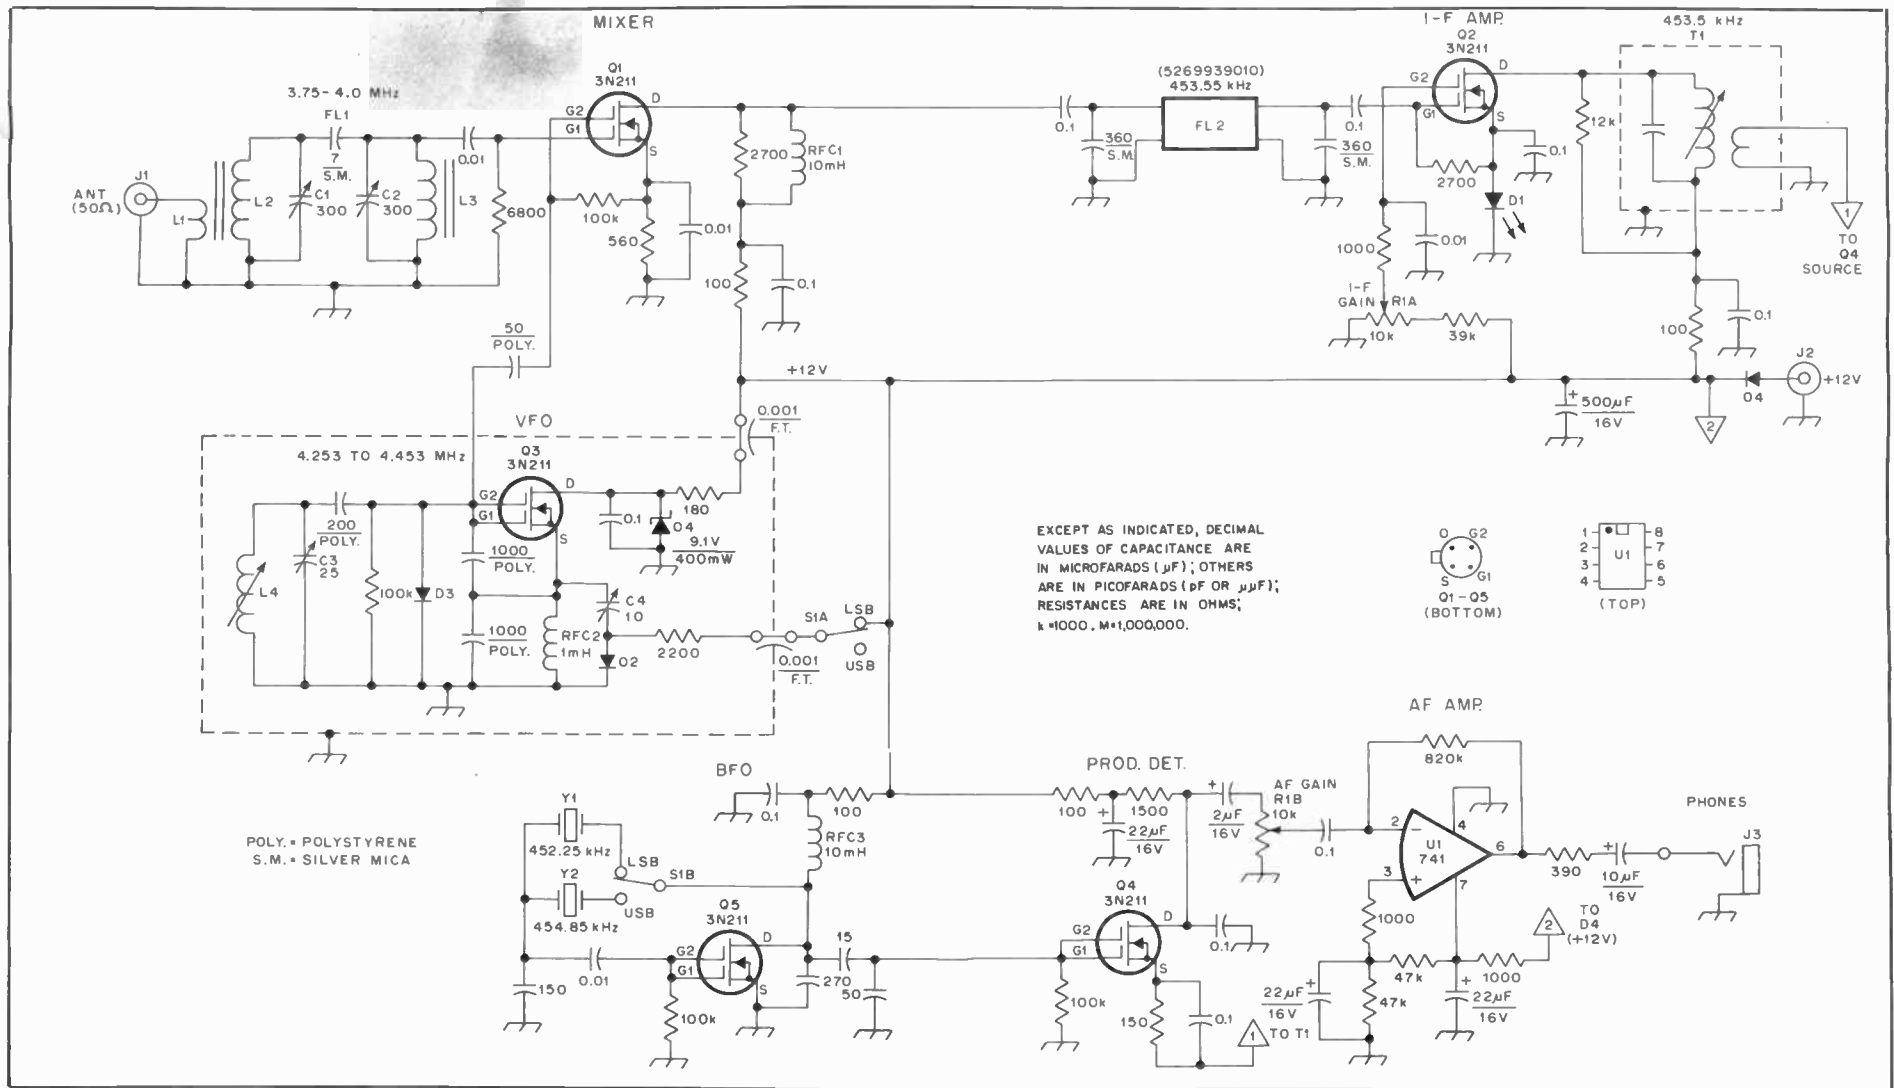 MIXER
I-F AMP.
453.5 kHz
T1
Q1
3N211
Q2
3N211
(5269939010)
453.55 kHz
FL2
3.75- 4.0 MHz
FL1
7
S.M.
0.01
G2
G1
D
S
2700
RFC1
10mH
0.1
360
S.M.
360
S.M.
0.1
G2
G1
D
S
12k
0.1
2700
D1
J1
ANT.
(50Ω)
L1
L2
C1
300
C2
300
L3
6800
100k
560
0.01
100
0.1
1000
0.01
I-F
GAIN
R1A
10k
39k
1
TO
Q4
SOURCE
100
0.1
J2
+12V
50
POLY.
+12V
+
500µF
16V
2
D4
VFO
0.001
F.T.
4.253 TO 4.453 MHz
Q3
3N211
G2
G1
D
S
200
POLY.
C3
25
L4
100k
D3
1000
POLY.
1000
POLY.
0.1
180
D4
9.1V
400mW
C4
10
RFC2
1mH
2200
D2
0.001
F.T.
S1A
LSB
USB
EXCEPT AS INDICATED, DECIMAL
VALUES OF CAPACITANCE ARE
IN MICROFARADS (µF); OTHERS
ARE IN PICOFARADS (pF OR µµF);
RESISTANCES ARE IN OHMS;
k=1000, M=1,000,000.
D
G2
S
G1
Q1-Q5
(BOTTOM)
1
2
3
4
U1
8
7
6
5
(TOP)
BFO
PROD. DET.
AF AMP.
Y1
452.25 kHz
LSB
S1B
Y2
USB
454.85 kHz
0.1
100
RFC3
10mH
100
1500
+
22µF
16V
+
2µF
16V
AF GAIN
R1B
10k
0.1
820k
2
3
4
6
7
−
+
U1
741
390
+
10µF
16V
PHONES
J3
POLY. = POLYSTYRENE
S.M. = SILVER MICA
Q5
3N211
G2
G1
D
S
0.01
150
100k
270
15
50
Q4
3N211
G2
G1
D
S
0.1
100k
150
0.1
1
TO T1
1000
47k
47k
22µF
16V
+
+
22µF
16V
1000
2
TO
D4
(+12V)